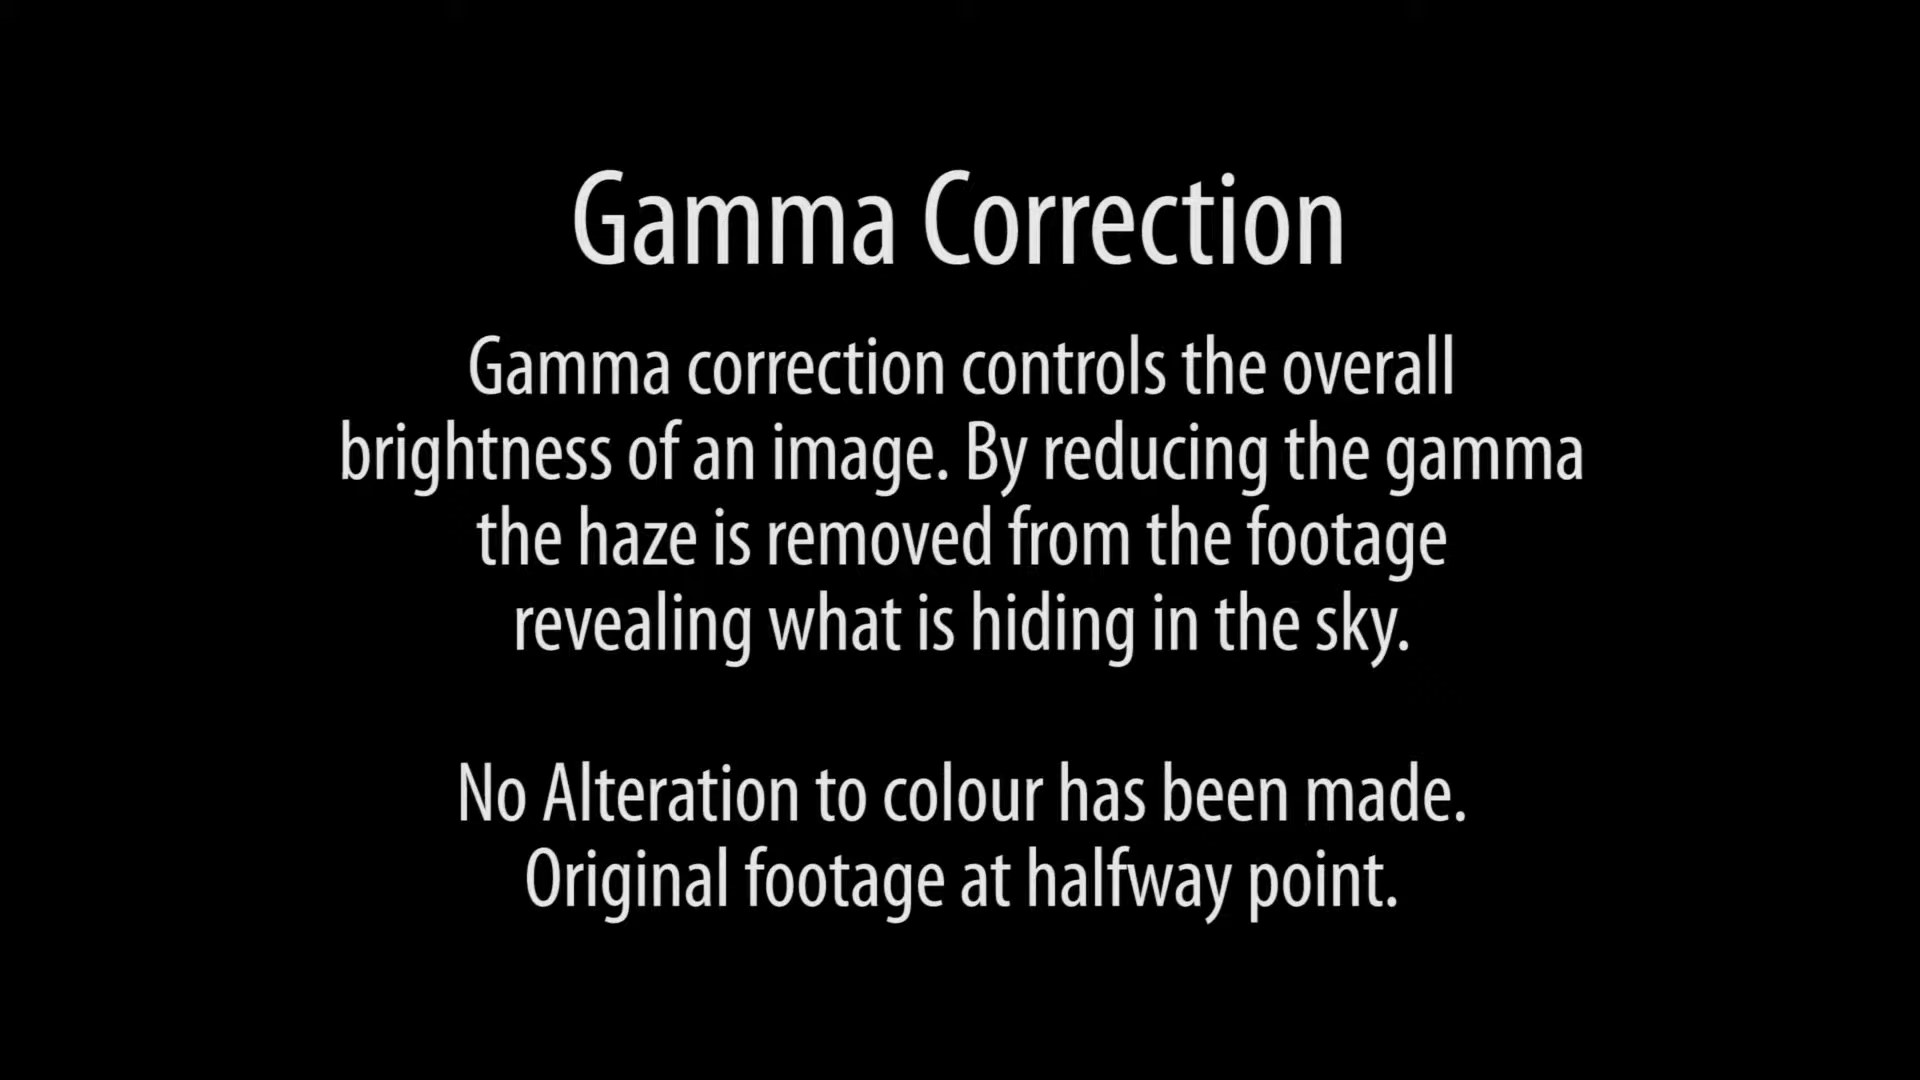 Gamma Correction
Gamma correction controls the overall
brightness of an image. By reducing the gamma
the haze is removed from the footage
revealing what is hiding in the sky.
No Alteration to colour has been made.
Original footage at halfway point.